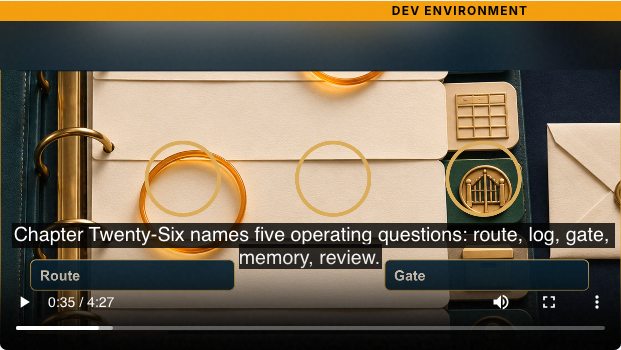 DEV ENVIRONMENT
Chapter Twenty-Six names five operating questions: route, log, gate,
memory, review.
Route
Gate
0:35 / 4:27